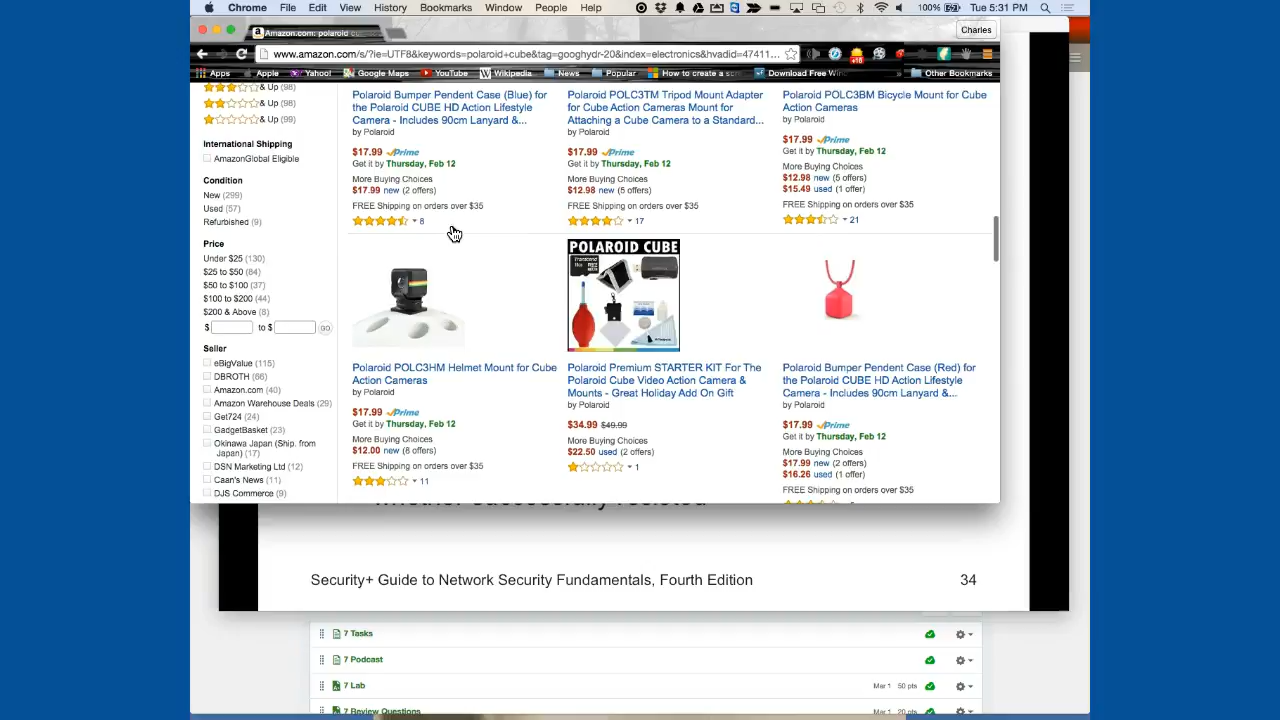 Chrome File Edit View History Bookmarks Window People Help 100% Tue 5:31 PM
Amazon.com: polaroid cu
Charles
www.amazon.com/s/?ie=UTF8&keywords=polaroid+cube&tag=googhydr-20&index=electronics&hvadid=47411...
Apps Apple Yahoo! Google Maps YouTube Wikipedia News Popular How to create a scr Download Free Win Other Bookmarks
& Up (98)
& Up (98)
& Up (99)
International Shipping
AmazonGlobal Eligible
Condition
New (299)
Used (57)
Refurbished (9)
Price
Under $25 (130)
$25 to $50 (84)
$50 to $100 (37)
$100 to $200 (44)
$200 & Above (8)
$ to $ GO
Seller
eBigValue (115)
DBROTH (66)
Amazon.com (40)
Amazon Warehouse Deals (29)
Get724 (24)
GadgetBasket (23)
Okinawa Japan (Ship. from
Japan) (17)
DSN Marketing Ltd (12)
Caan's News (11)
DJS Commerce (9)
Polaroid Bumper Pendent Case (Blue) for
the Polaroid CUBE HD Action Lifestyle
Camera - Includes 90cm Lanyard &...
by Polaroid
$17.99 Prime
Get it by Thursday, Feb 12
More Buying Choices
$17.99 new (2 offers)
FREE Shipping on orders over $35
8
Polaroid POLC3TM Tripod Mount Adapter
for Cube Action Cameras Mount for
Attaching a Cube Camera to a Standard...
by Polaroid
$17.99 Prime
Get it by Thursday, Feb 12
More Buying Choices
$12.98 new (5 offers)
FREE Shipping on orders over $35
17
Polaroid POLC3BM Bicycle Mount for Cube
Action Cameras
by Polaroid
$17.99 Prime
Get it by Thursday, Feb 12
More Buying Choices
$12.98 new (5 offers)
$15.49 used (1 offer)
FREE Shipping on orders over $35
21
Polaroid POLC3HM Helmet Mount for Cube
Action Cameras
by Polaroid
$17.99 Prime
Get it by Thursday, Feb 12
More Buying Choices
$12.00 new (8 offers)
FREE Shipping on orders over $35
11
POLAROID CUBE
Polaroid Premium STARTER KIT For The
Polaroid Cube Video Action Camera &
Mounts - Great Holiday Add On Gift
by Polaroid
$34.99 $49.99
More Buying Choices
$22.50 used (2 offers)
1
Polaroid Bumper Pendent Case (Red) for
the Polaroid CUBE HD Action Lifestyle
Camera - Includes 90cm Lanyard &...
by Polaroid
$17.99 Prime
Get it by Thursday, Feb 12
More Buying Choices
$17.99 new (2 offers)
$16.26 used (1 offer)
FREE Shipping on orders over $35
whether successfully resisted
Security+ Guide to Network Security Fundamentals, Fourth Edition 34
7 Tasks
7 Podcast
7 Lab Mar 1 50 pts
7 Review Questions Mar 1 20 pts